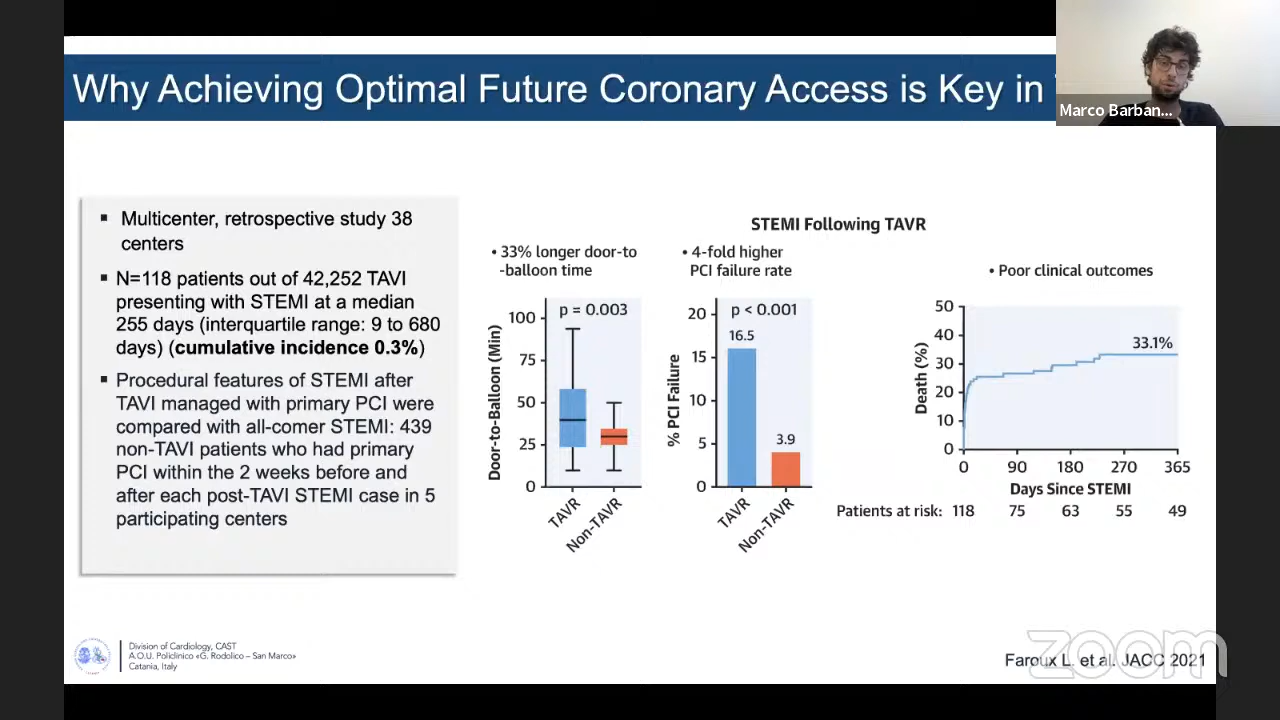 Why Achieving Optimal Future Coronary Access is Key in
Marco Barban...
▪ Multicenter, retrospective study 38
centers
▪ N=118 patients out of 42,252 TAVI
presenting with STEMI at a median
255 days (interquartile range: 9 to 680
days) (cumulative incidence 0.3%)
▪ Procedural features of STEMI after
TAVI managed with primary PCI were
compared with all-comer STEMI: 439
non-TAVI patients who had primary
PCI within the 2 weeks before and
after each post-TAVI STEMI case in 5
participating centers
STEMI Following TAVR
• 33% longer door-to
-balloon time
p = 0.003
Door-to-Balloon (Min)
100
75
50
25
0
TAVR
Non-TAVR
• 4-fold higher
PCI failure rate
p < 0.001
% PCI Failure
20
15
10
5
0
16.5
3.9
TAVR
Non-TAVR
• Poor clinical outcomes
Death (%)
50
40
30
20
10
0
33.1%
0 90 180 270 365
Days Since STEMI
Patients at risk: 118 75 63 55 49
Division of Cardiology, CAST
A.O.U. Policlinico «G. Rodolico – San Marco»
Catania, Italy
Faroux L. et al. JACC 2021
zoom